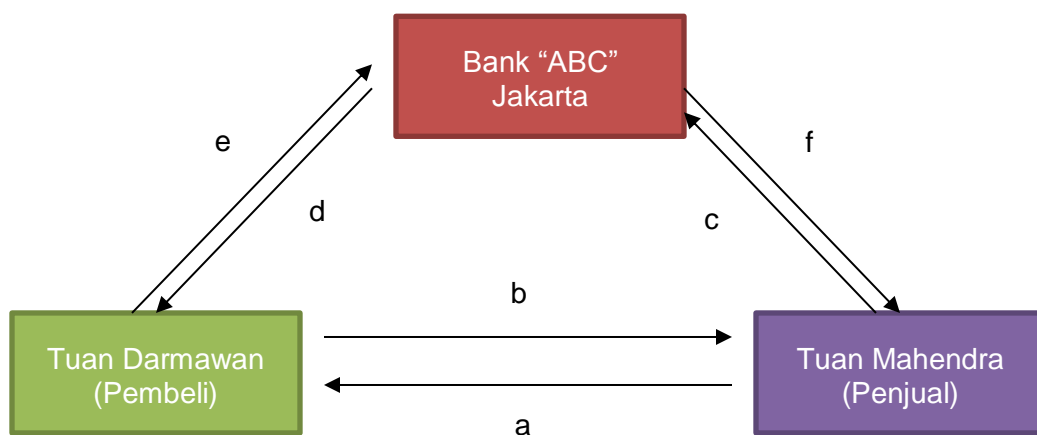 Bank “ABC”
Jakarta
e
f
d
c
b
Tuan Darmawan
(Pembeli)
Tuan Mahendra
(Penjual)
a